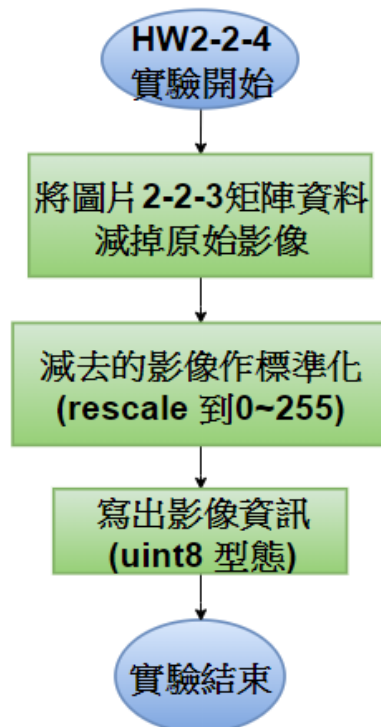 HW2-2-4
實驗開始
將圖片2-2-3矩陣資料
減掉原始影像
減去的影像作標準化
(rescale 到0~255)
寫出影像資訊
(uint8 型態)
實驗結束